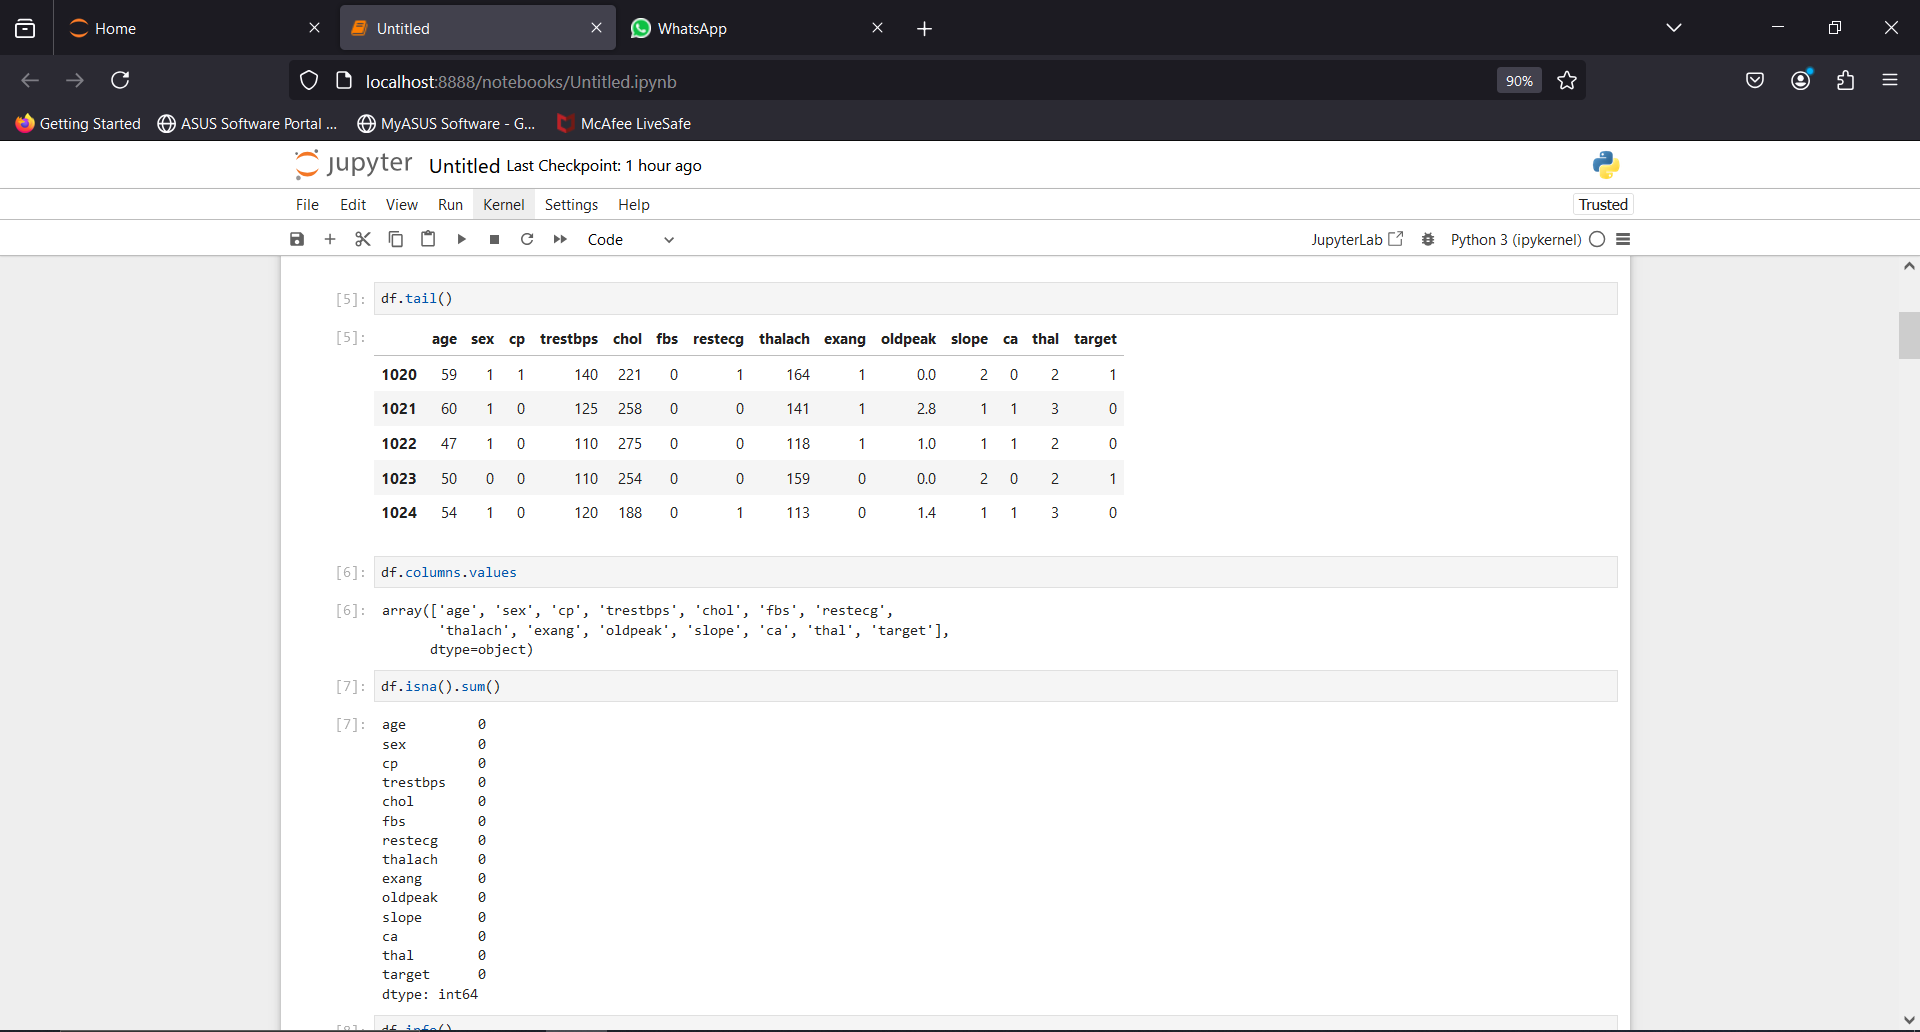 Home
Untitled
WhatsApp
localhost:8888/notebooks/Untitled.ipynb
90%
Getting Started
ASUS Software Portal ...
MyASUS Software - G...
McAfee LiveSafe
jupyter Untitled Last Checkpoint: 1 hour ago
File Edit View Run Kernel Settings Help
Trusted
Code
JupyterLab
Python 3 (ipykernel)
[5]: df.tail()
[5]: age sex cp trestbps chol fbs restecg thalach exang oldpeak slope ca thal target
1020 59 1 1 140 221 0 1 164 1 0.0 2 0 2 1
1021 60 1 0 125 258 0 0 141 1 2.8 1 1 3 0
1022 47 1 0 110 275 0 0 118 1 1.0 1 1 2 0
1023 50 0 0 110 254 0 0 159 0 0.0 2 0 2 1
1024 54 1 0 120 188 0 1 113 0 1.4 1 1 3 0
[6]: df.columns.values
[6]: array(['age', 'sex', 'cp', 'trestbps', 'chol', 'fbs', 'restecg',
'thalach', 'exang', 'oldpeak', 'slope', 'ca', 'thal', 'target'],
dtype=object)
[7]: df.isna().sum()
[7]: age 0
sex 0
cp 0
trestbps 0
chol 0
fbs 0
restecg 0
thalach 0
exang 0
oldpeak 0
slope 0
ca 0
thal 0
target 0
dtype: int64
[8]: df.info()